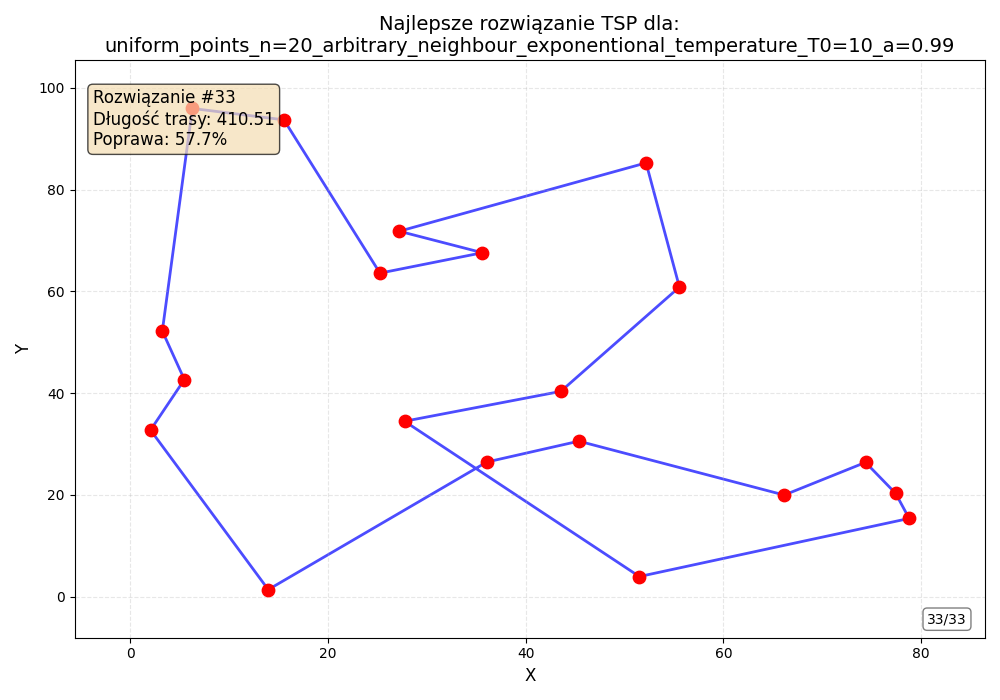 Najlepsze rozwiązanie TSP dla:
uniform_points_n=20_arbitrary_neighbour_exponentional_temperature_T0=10_a=0.99
Rozwiązanie #33
Długość trasy: 410.51
Poprawa: 57.7%
100
80
60
40
20
0
Y
33/33
0
20
40
60
80
X